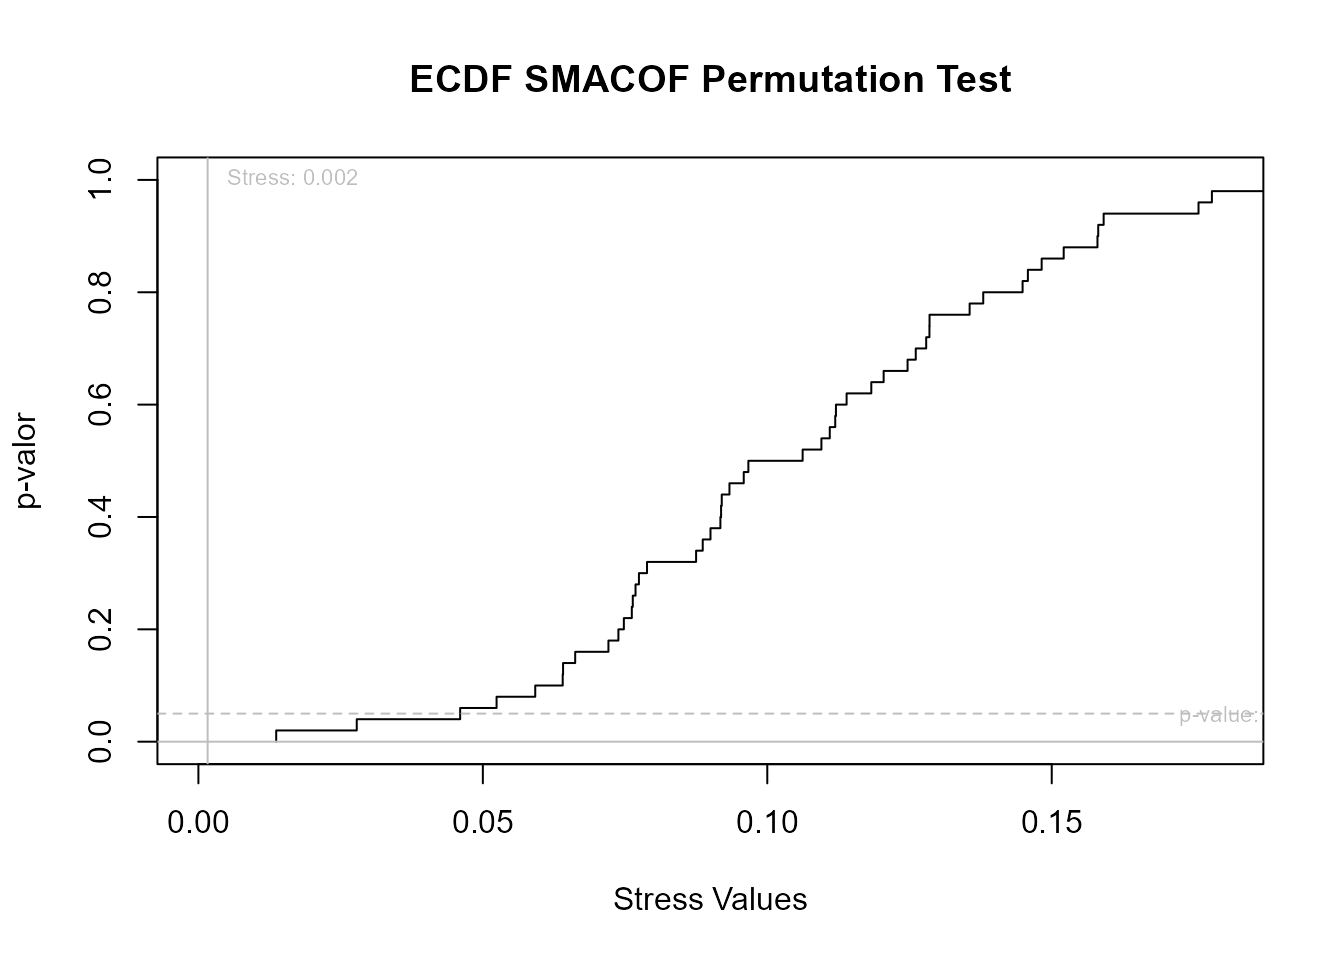 ECDF SMACOF Permutation Test
Stress: 0.002
1.0
0.8
0.6
0.4
0.2
0.0
p-valor
p-value:
0.00 0.05 0.10 0.15
Stress Values